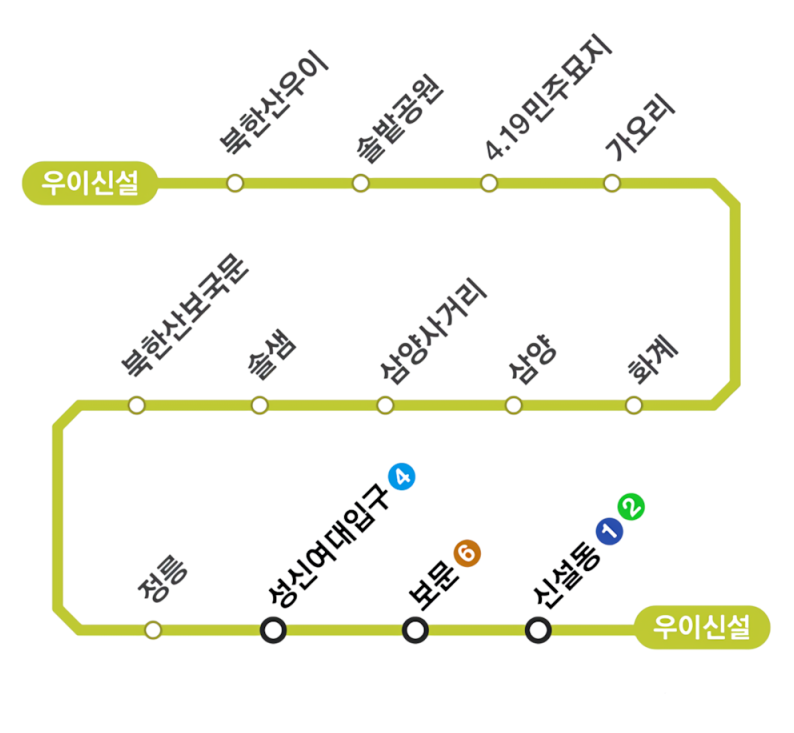 우이신설
북한산우이
솔밭공원
4.19민주묘지
가오리
북한산보국문
솔샘
삼양사거리
삼양
화계
정릉
성신여대입구 4
보문 6
신설동 1 2
우이신설